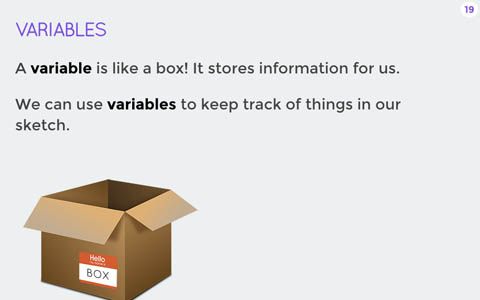 19
VARIABLES
A variable is like a box! It stores information for us.
We can use variables to keep track of things in our
sketch.
Hello
BOX